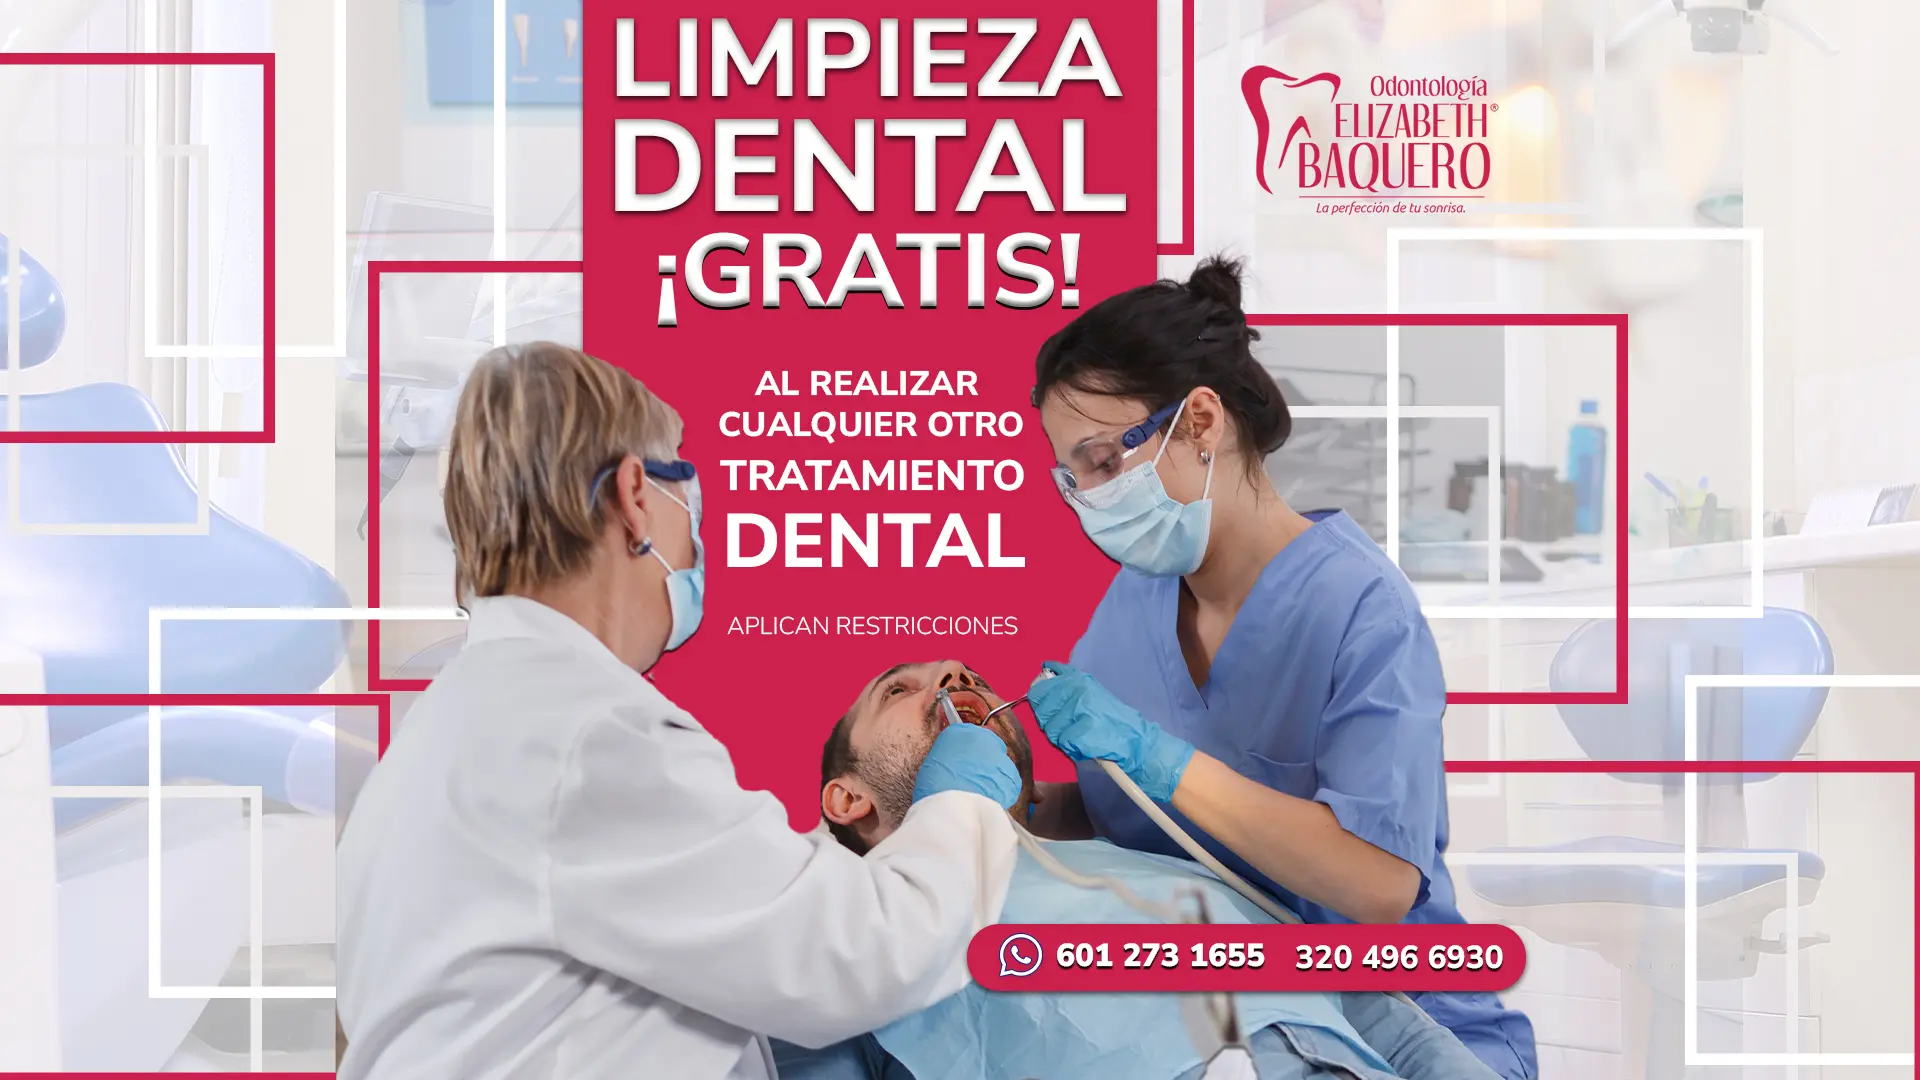 LIMPIEZA
DENTAL
¡GRATIS!
AL REALIZAR
CUALQUIER OTRO
TRATAMIENTO
DENTAL
APLICAN RESTRICCIONES
Odontología
ELIZABETH®
BAQUERO
La perfección de tu sonrisa.
601 273 1655 320 496 6930